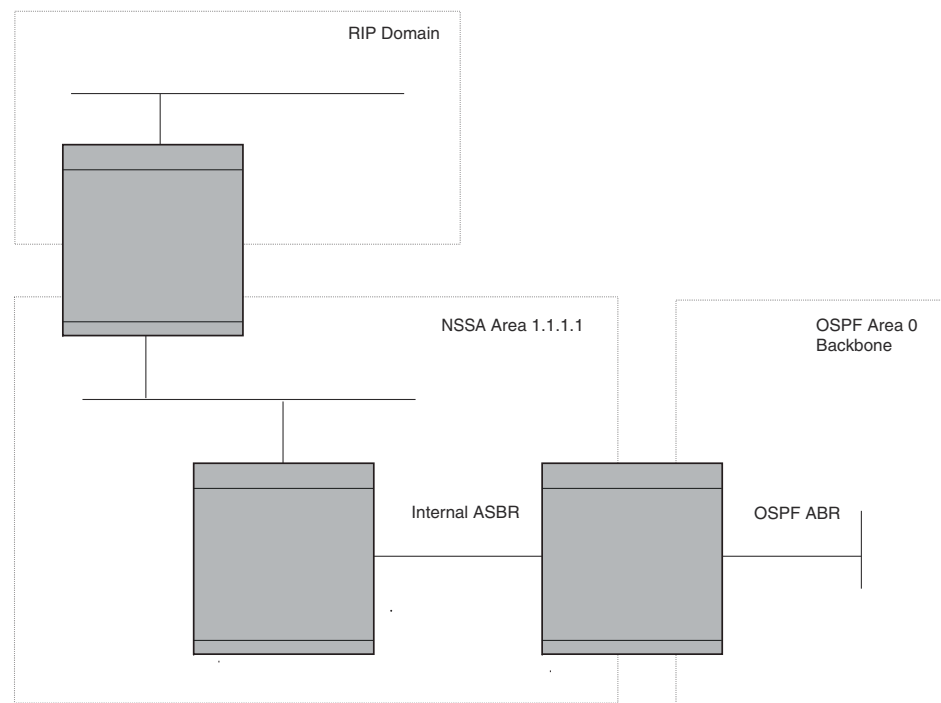 RIP Domain
NSSA Area 1.1.1.1
OSPF Area 0
Backbone
Internal ASBR
OSPF ABR